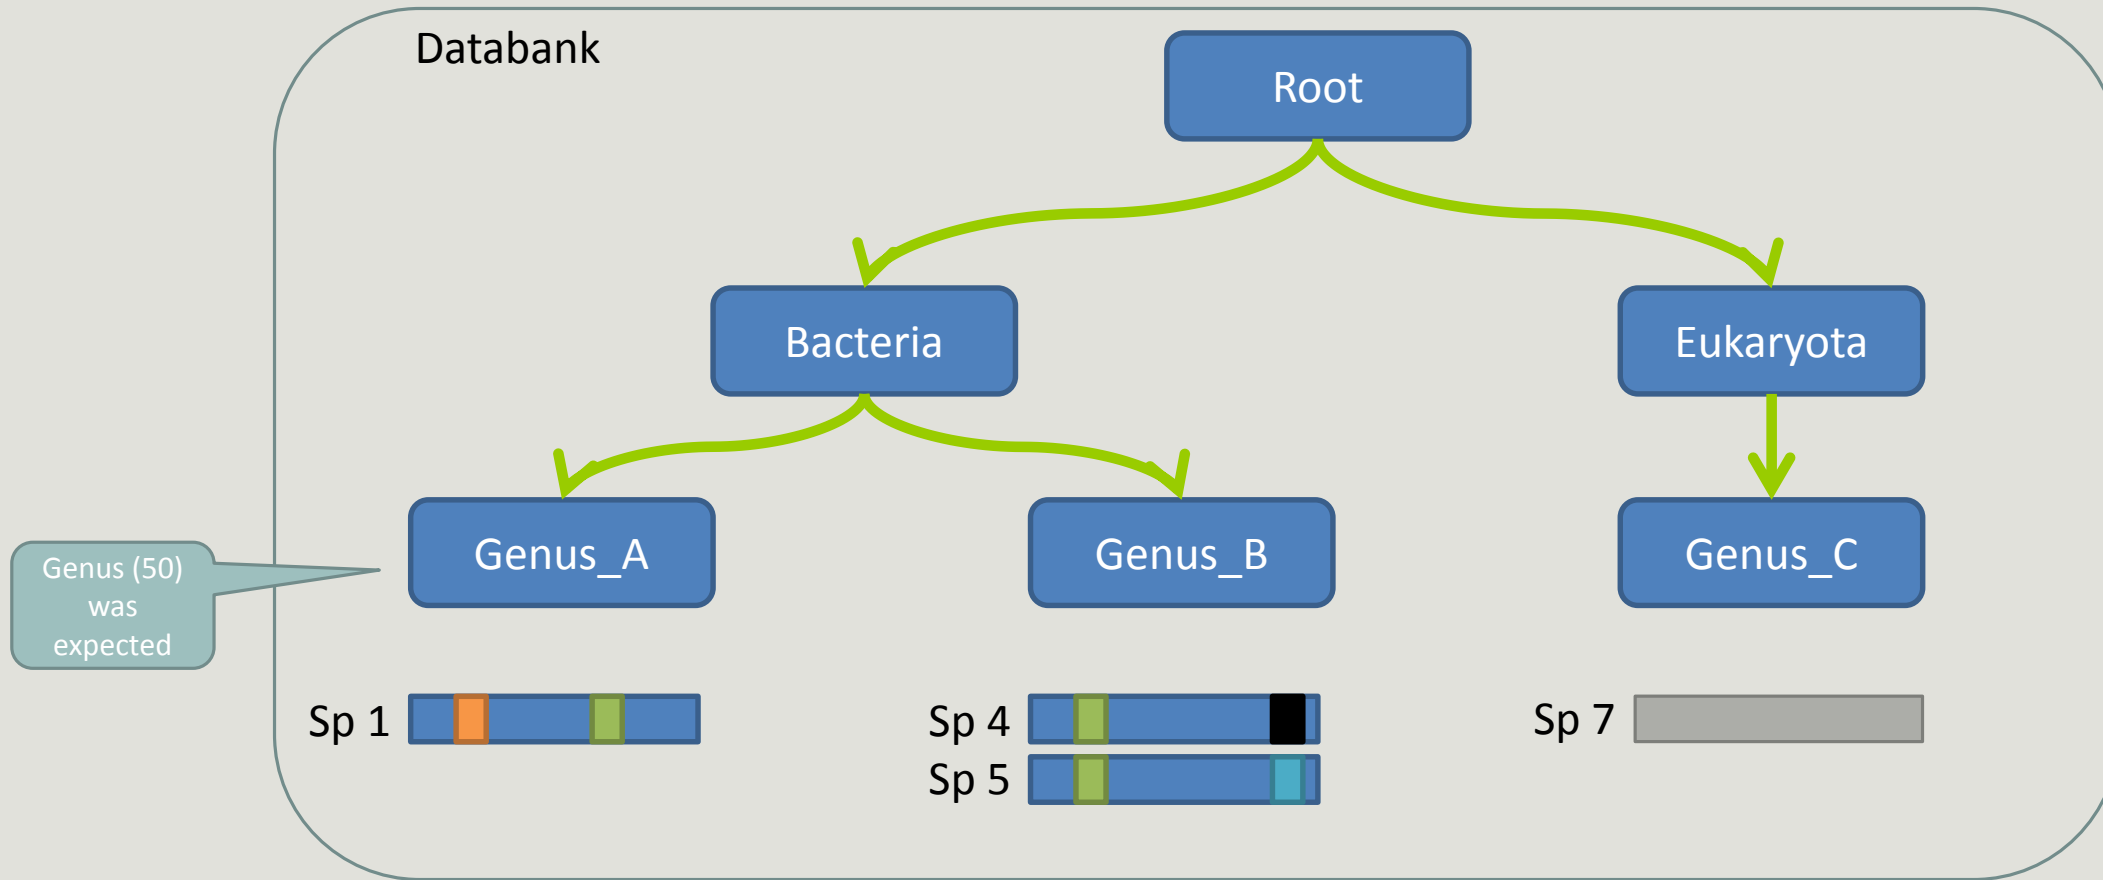 Databank
Root
Bacteria
Eukaryota
Genus_A
Genus_B
Genus_C
Genus (50)
was
expected
Sp 1
Sp 4
Sp 7
Sp 5